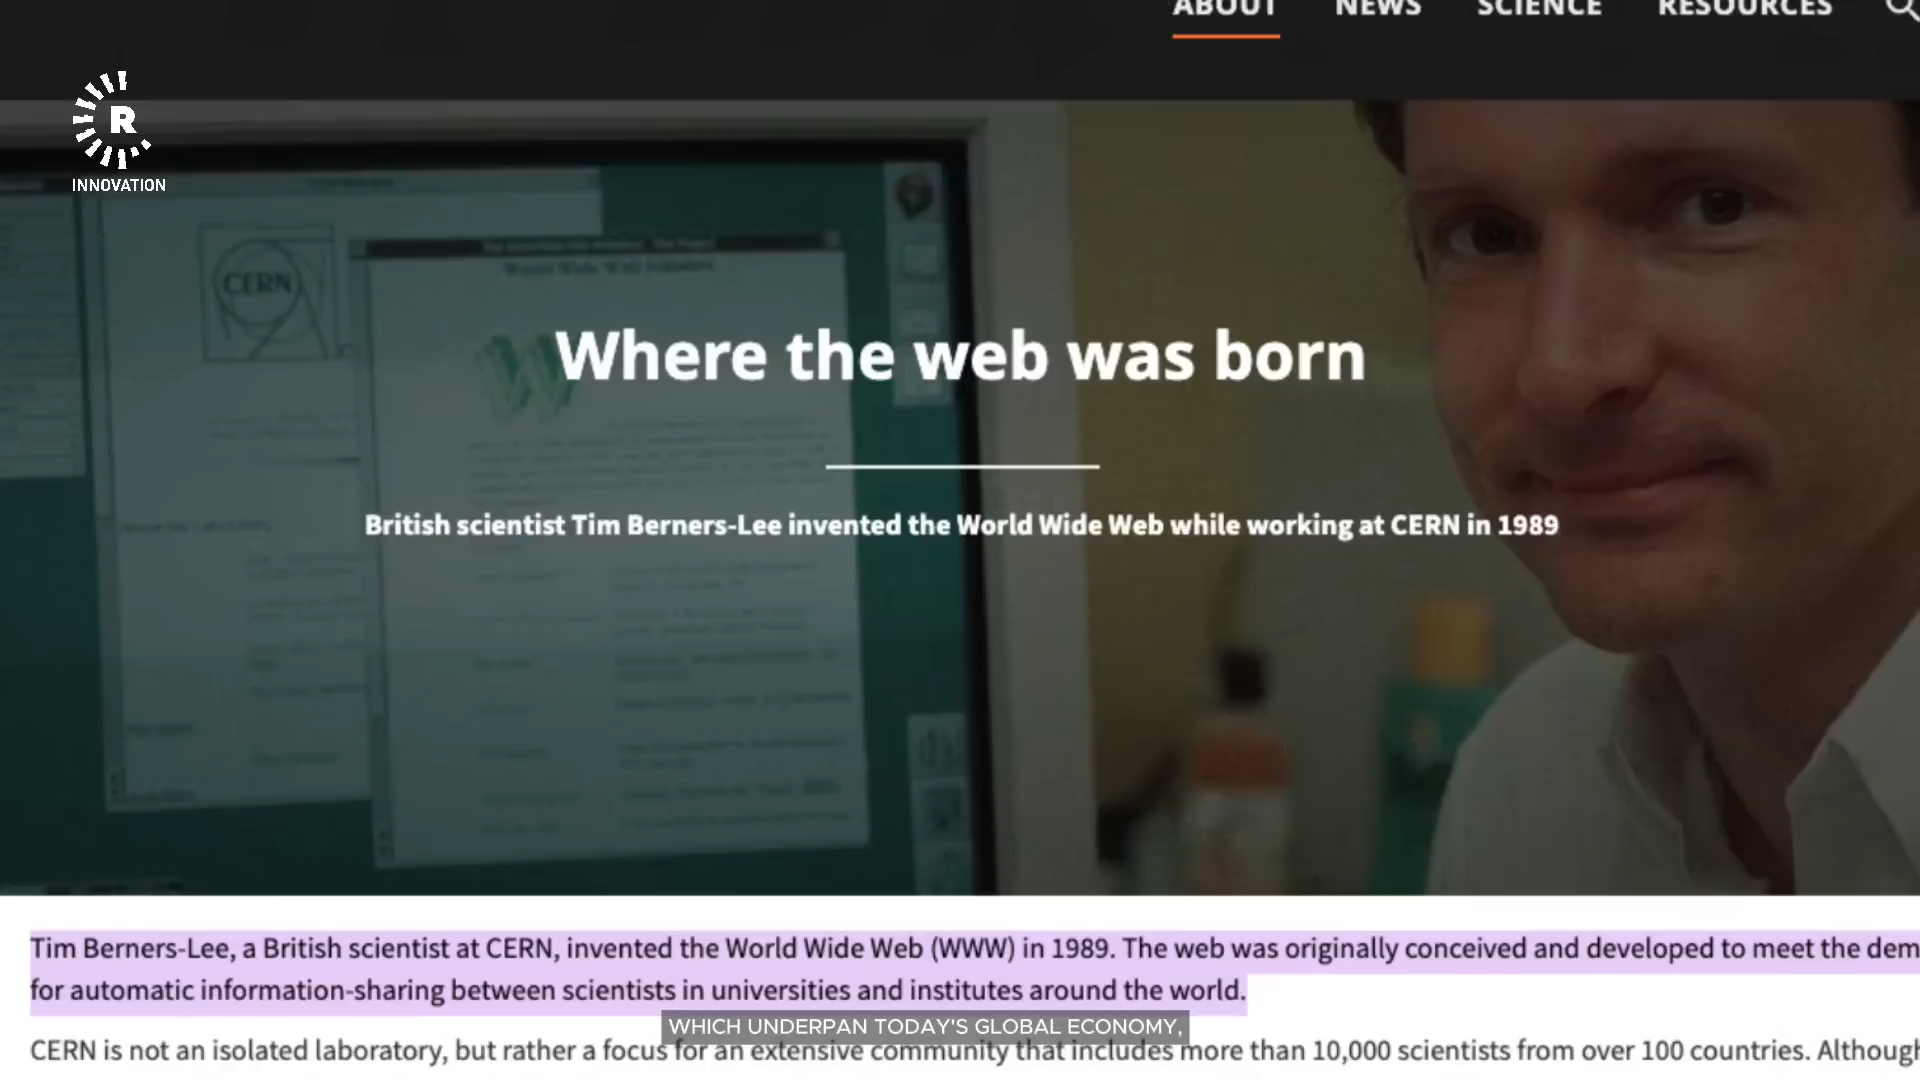 ABOUT NEWS SCIENCE RESOURCES
R
INNOVATION
CERN
Where the web was born
British scientist Tim Berners-Lee invented the World Wide Web while working at CERN in 1989
Tim Berners-Lee, a British scientist at CERN, invented the World Wide Web (WWW) in 1989. The web was originally conceived and developed to meet the dem
for automatic information-sharing between scientists in universities and institutes around the world.
WHICH UNDERPAN TODAY'S GLOBAL ECONOMY,
CERN is not an isolated laboratory, but rather a focus for an extensive community that includes more than 10,000 scientists from over 100 countries. Although